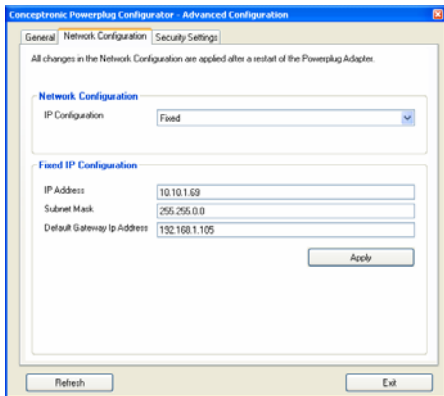 Conceptronic Powerplug Configurator - Advanced Configuration
General Network Configuration Security Settings
All changes in the Network Configuration are applied after a restart of the Powerplug Adapter.
Network Configuration
IP Configuration Fixed
Fixed IP Configuration
IP Address 10.10.1.69
Subnet Mask 255.255.0.0
Default Gateway Ip Address 192.168.1.105
Apply
Refresh Exit